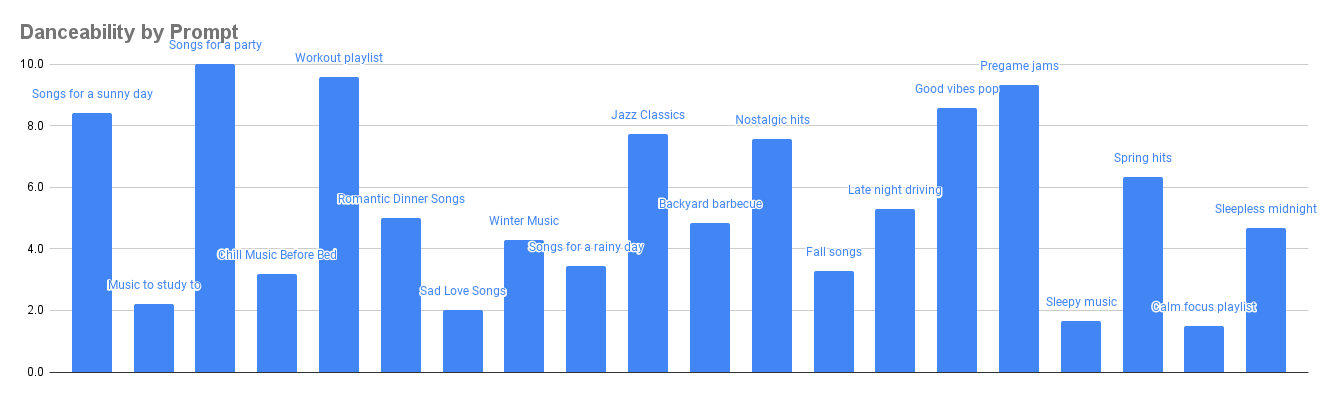 Danceability by Prompt
10.0
8.0
6.0
4.0
2.0
0.0
Songs for a sunny day
Music to study to
Songs for a party
Chill Music Before Bed
Workout playlist
Romantic Dinner Songs
Sad Love Songs
Winter Music
Songs for a rainy day
Jazz Classics
Backyard barbecue
Nostalgic hits
Fall songs
Late night driving
Good vibes pop
Pregame jams
Sleepy music
Spring hits
Calm focus playlist
Sleepless midnight